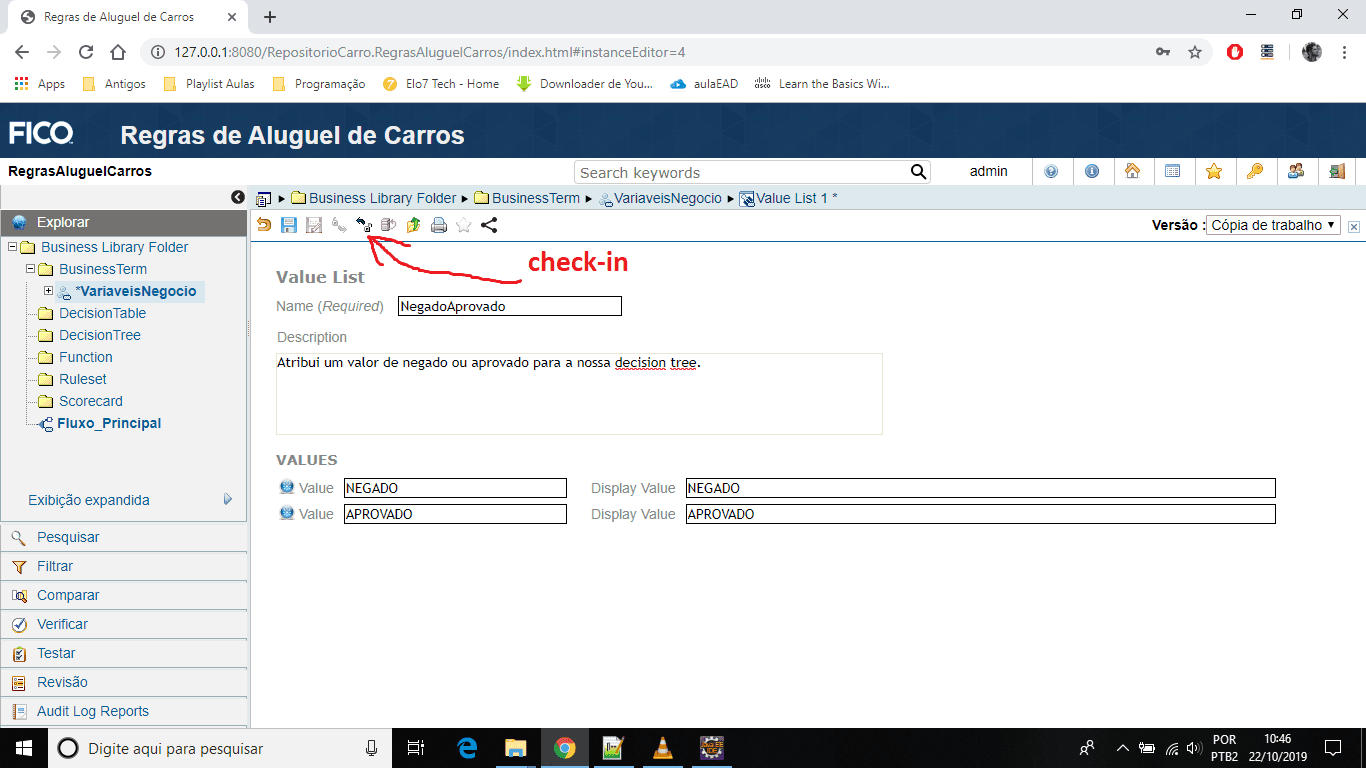 Regras de Aluguel de Carros
127.0.0.1:8080/RepositorioCarro.RegrasAluguelCarros/index.html#instanceEditor=4
Apps Antigos Playlist Aulas Programação Elo7 Tech - Home Downloader de You... aulaEAD Learn the Basics Wi...
FICO Regras de Aluguel de Carros
RegrasAluguelCarros Search keywords admin
Business Library Folder BusinessTerm VariaveisNegocio Value List 1 *
Explorar
Versão : Cópia de trabalho
Business Library Folder
BusinessTerm
*VariaveisNegocio
DecisionTable
DecisionTree
Function
Ruleset
Scorecard
Fluxo_Principal
Exibição expandida
Pesquisar
Filtrar
Comparar
Verificar
Testar
Revisão
Audit Log Reports
check-in
Value List
Name (Required) NegadoAprovado
Description
Atribui um valor de negado ou aprovado para a nossa decision tree.
VALUES
Value NEGADO Display Value NEGADO
Value APROVADO Display Value APROVADO
Digite aqui para pesquisar
POR
PTB2
10:46
22/10/2019